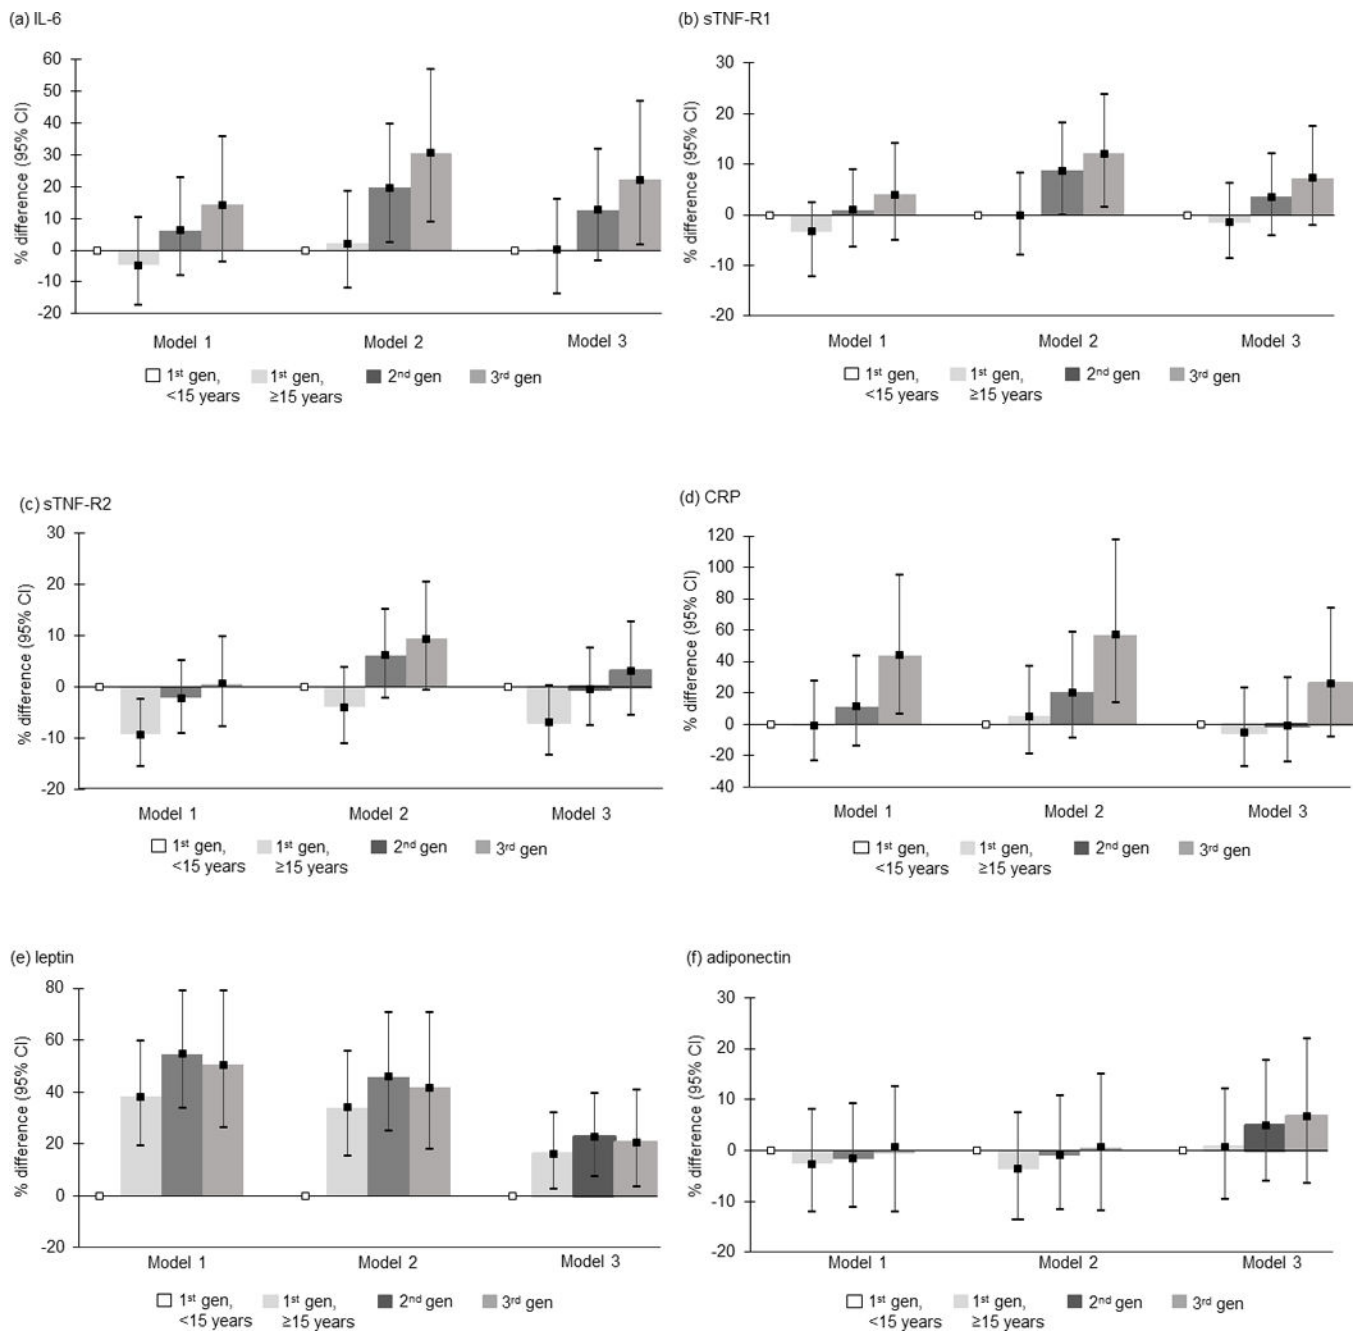 (a) IL-6
% difference (95% CI)
60
50
40
30
20
10
0
-10
-20
Model 1 Model 2 Model 3
1st gen, 1st gen, 2nd gen 3rd gen
<15 years ≥15 years
(b) sTNF-R1
% difference (95% CI)
30
20
10
0
-10
-20
Model 1 Model 2 Model 3
1st gen, 1st gen, 2nd gen 3rd gen
<15 years ≥15 years
(c) sTNF-R2
% difference (95% CI)
30
20
10
0
-10
-20
Model 1 Model 2 Model 3
1st gen, 1st gen, 2nd gen 3rd gen
<15 years ≥15 years
(d) CRP
% difference (95% CI)
120
100
80
60
40
20
0
-20
-40
Model 1 Model 2 Model 3
1st gen, 1st gen, 2nd gen 3rd gen
<15 years ≥15 years
(e) leptin
% difference (95% CI)
80
60
40
20
0
-20
Model 1 Model 2 Model 3
1st gen, 1st gen, 2nd gen 3rd gen
<15 years ≥15 years
(f) adiponectin
% difference (95% CI)
30
20
10
0
-10
-20
Model 1 Model 2 Model 3
1st gen, 1st gen, 2nd gen 3rd gen
<15 years ≥15 years